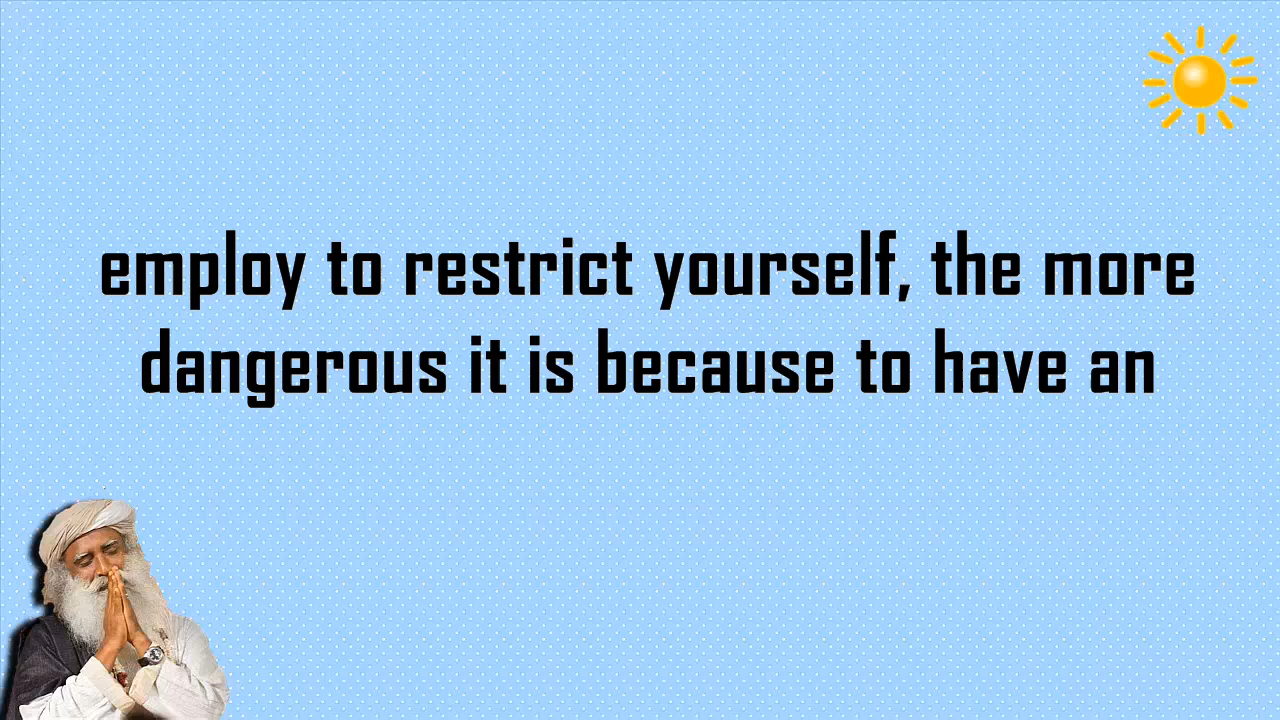 employ to restrict yourself, the more
dangerous it is because to have an